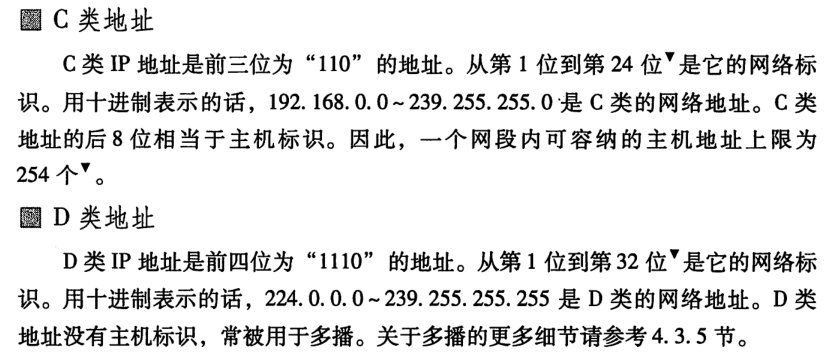 C 类地址
C 类 IP 地址是前三位为“110”的地址。从第 1 位到第 24 位▼是它的网络标
识。用十进制表示的话，192.168.0.0~239.255.255.0 是 C 类的网络地址。C 类
地址的后 8 位相当于主机标识。因此，一个网段内可容纳的主机地址上限为
254 个▼。
D 类地址
D 类 IP 地址是前四位为“1110”的地址。从第 1 位到第 32 位▼是它的网络标
识。用十进制表示的话，224.0.0.0~239.255.255.255 是 D 类的网络地址。D 类
地址没有主机标识，常被用于多播。关于多播的更多细节请参考 4.3.5 节。